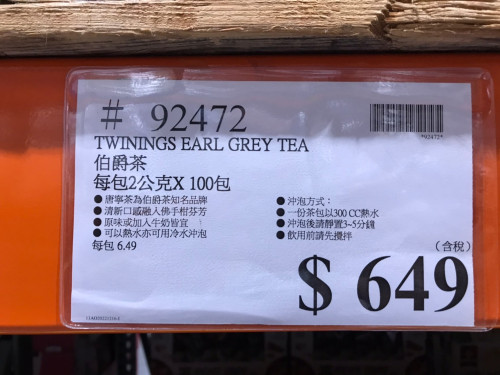 # 92472
*92472*
TWININGS EARL GREY TEA
伯爵茶
每包2公克X 100包
●唐寧茶為伯爵茶知名品牌
●清新口感融入佛手柑芬芳
●原味或加入牛奶皆宜
●可以熱水亦可用冷水沖泡
每包 6.49
●沖泡方式：
●一份茶包以300 CC熱水
●沖泡後請靜置3~5分鐘
●飲用前請先攪拌
(含稅)
$ 649